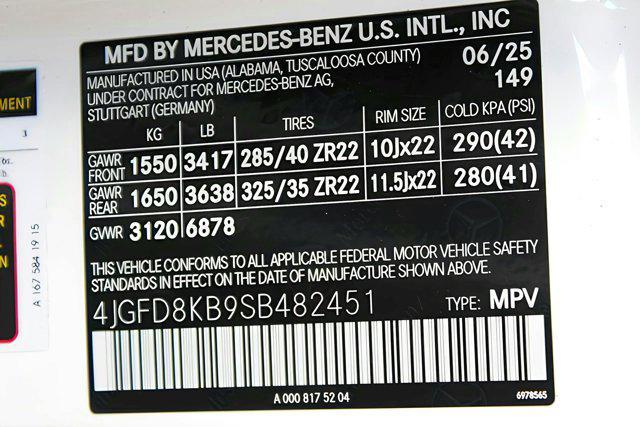 MFD BY MERCEDES-BENZ U.S. INTL., INC
MANUFACTURED IN USA (ALABAMA, TUSCALOOSA COUNTY) 06/25
UNDER CONTRACT FOR MERCEDES-BENZ AG, 149
STUTTGART (GERMANY)
KG LB TIRES RIM SIZE COLD KPA (PSI)
GAWR FRONT 1550 3417 285/40 ZR22 10Jx22 290(42)
GAWR REAR 1650 3638 325/35 ZR22 11.5Jx22 280(41)
GVWR 3120 6878
THIS VEHICLE CONFORMS TO ALL APPLICABLE FEDERAL MOTOR VEHICLE SAFETY
STANDARDS IN EFFECT ON THE DATE OF MANUFACTURE SHOWN ABOVE.
4JGFD8KB9SB482451 TYPE: MPV
A 000 817 52 04 6978565
MENT
3
A 167 584 19 15